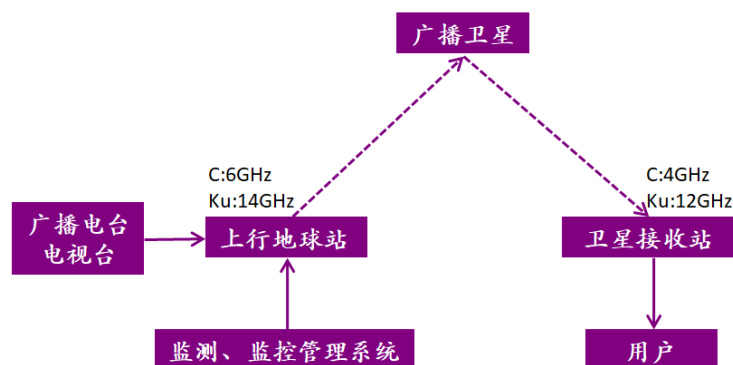 广播卫星
C:6GHz
Ku:14GHz
C:4GHz
Ku:12GHz
广播电台
电视台
上行地球站
卫星接收站
监测、监控管理系统
用户